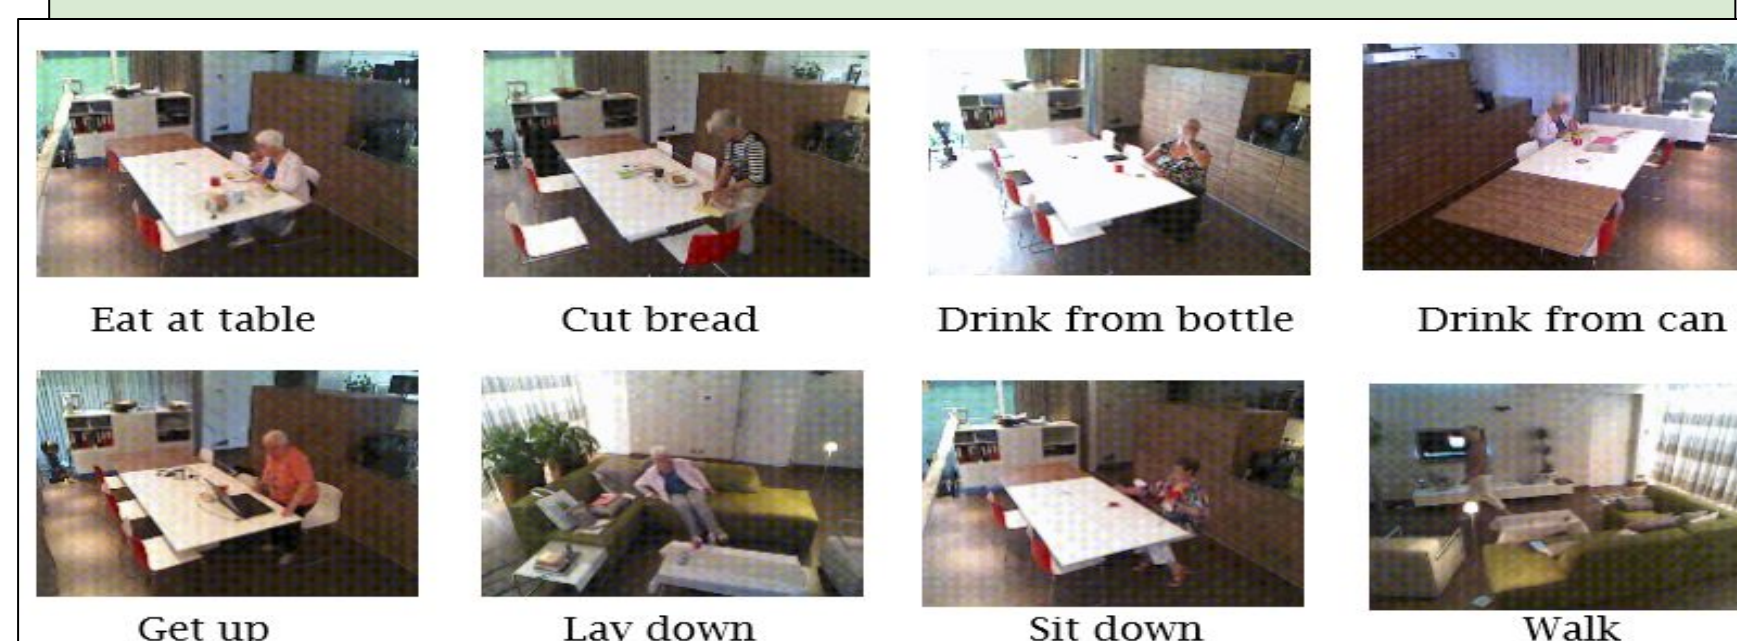 Eat at table
Cut bread
Drink from bottle
Drink from can
Get up
Lay down
Sit down
Walk